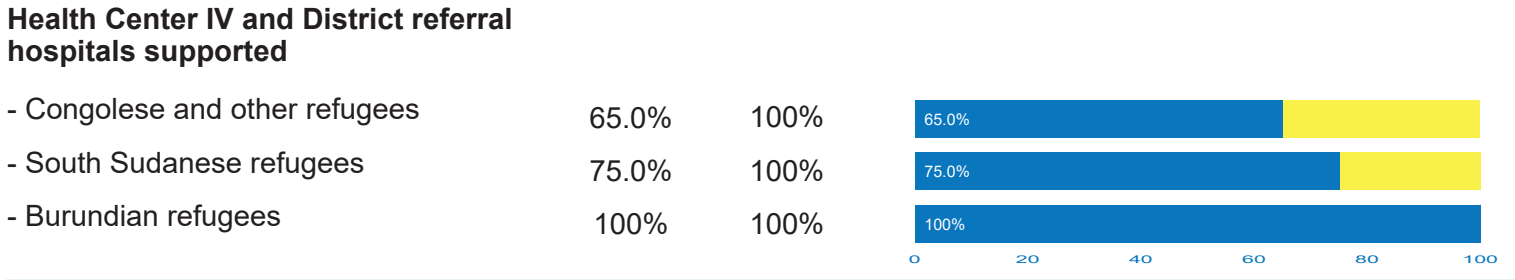 Health Center IV and District referral
hospitals supported
- Congolese and other refugees 65.0% 100% 65.0%
- South Sudanese refugees 75.0% 100% 75.0%
- Burundian refugees 100% 100% 100%
0 20 40 60 80 100